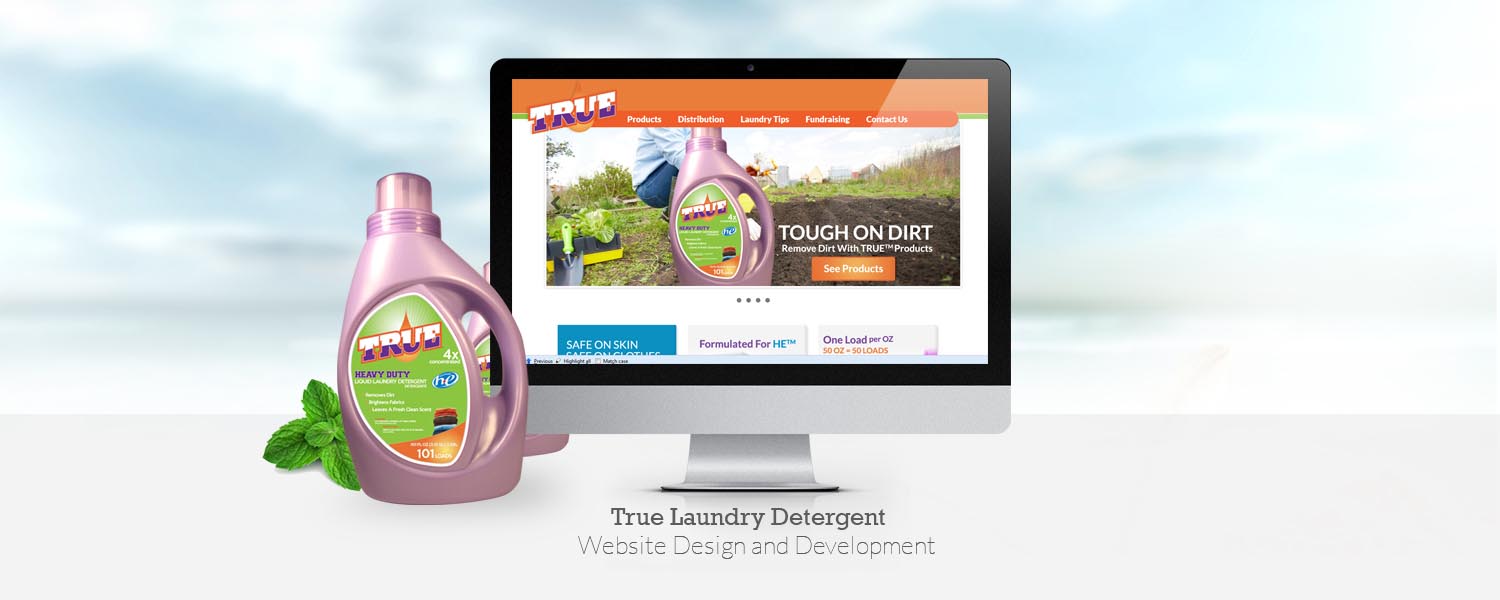 TRUE
Products Distribution Laundry Tips Fundraising Contact Us
TRUE
4x
HEAVY DUTY
he
101 LOADS
TOUGH ON DIRT
Remove Dirt With TRUE™ Products
See Products
SAFE ON SKIN
SAFE ON CLOTHES
Formulated For HE™
One Load per OZ
50 OZ = 50 LOADS
Previous Highlight all Match case
TRUE
4x
concentrated
HEAVY DUTY
LIQUID LAUNDRY DETERGENT
he
Removes Dirt
Brightens Fabrics
Leaves A Fresh Clean Scent
101 LOADS
True Laundry Detergent
Website Design and Development